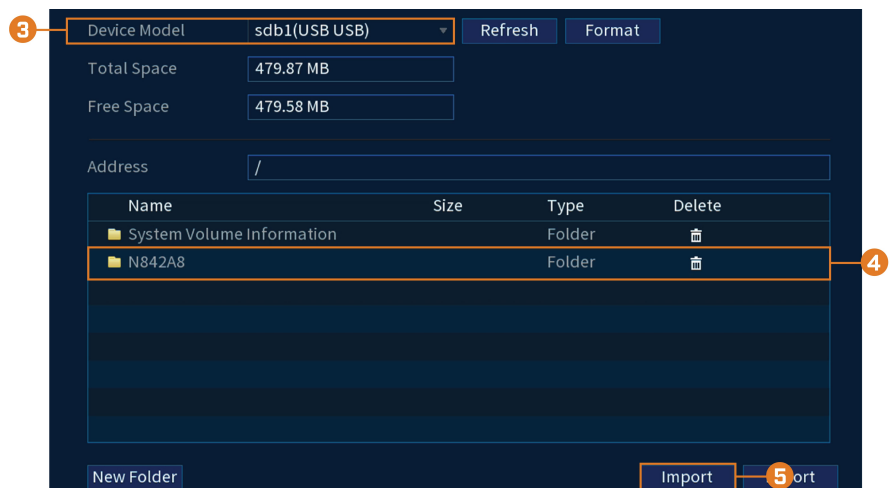 3 Device Model sdb1(USB USB) Refresh Format
Total Space 479.87 MB
Free Space 479.58 MB
Address /
Name Size Type Delete
System Volume Information Folder
N842A8 Folder
4
New Folder Import 5 ort